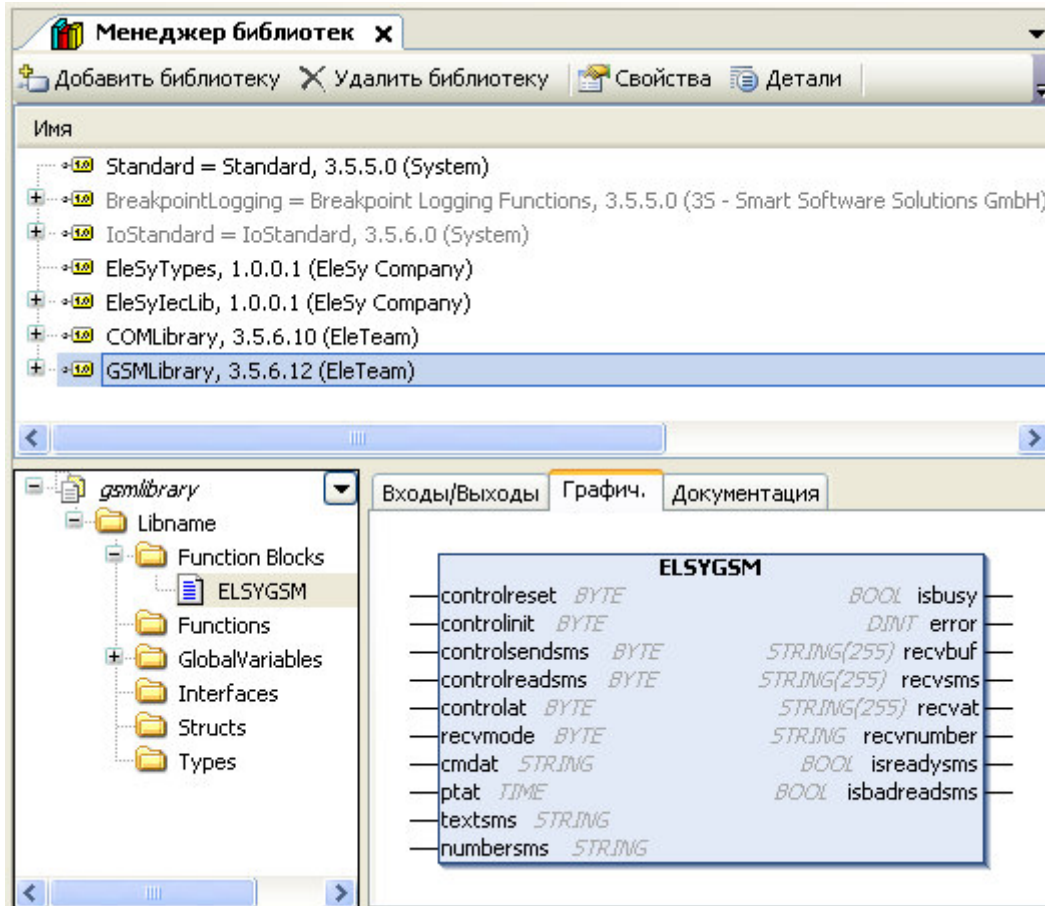 Менеджер библиотек
Добавить библиотеку Удалить библиотеку Свойства Детали
Имя
Standard = Standard, 3.5.5.0 (System)
BreakpointLogging = Breakpoint Logging Functions, 3.5.5.0 (3S - Smart Software Solutions GmbH)
IoStandard = IoStandard, 3.5.6.0 (System)
EleSyTypes, 1.0.0.1 (EleSy Company)
EleSyIecLib, 1.0.0.1 (EleSy Company)
COMLibrary, 3.5.6.10 (EleTeam)
GSMLibrary, 3.5.6.12 (EleTeam)
gsmlibrary
Libname
Function Blocks
ELSYGSM
Functions
GlobalVariables
Interfaces
Structs
Types
Входы/Выходы Графич. Документация
ELSYGSM
controlreset BYTE BOOL isbusy
controlinit BYTE DINT error
controlsendsms BYTE STRING(255) recvbuf
controlreadsms BYTE STRING(255) recvsms
controlat BYTE STRING(255) recvat
recvmode BYTE STRING recvnumber
cmdat STRING BOOL isreadysms
ptat TIME BOOL isbadreadsms
textsms STRING
numbersms STRING